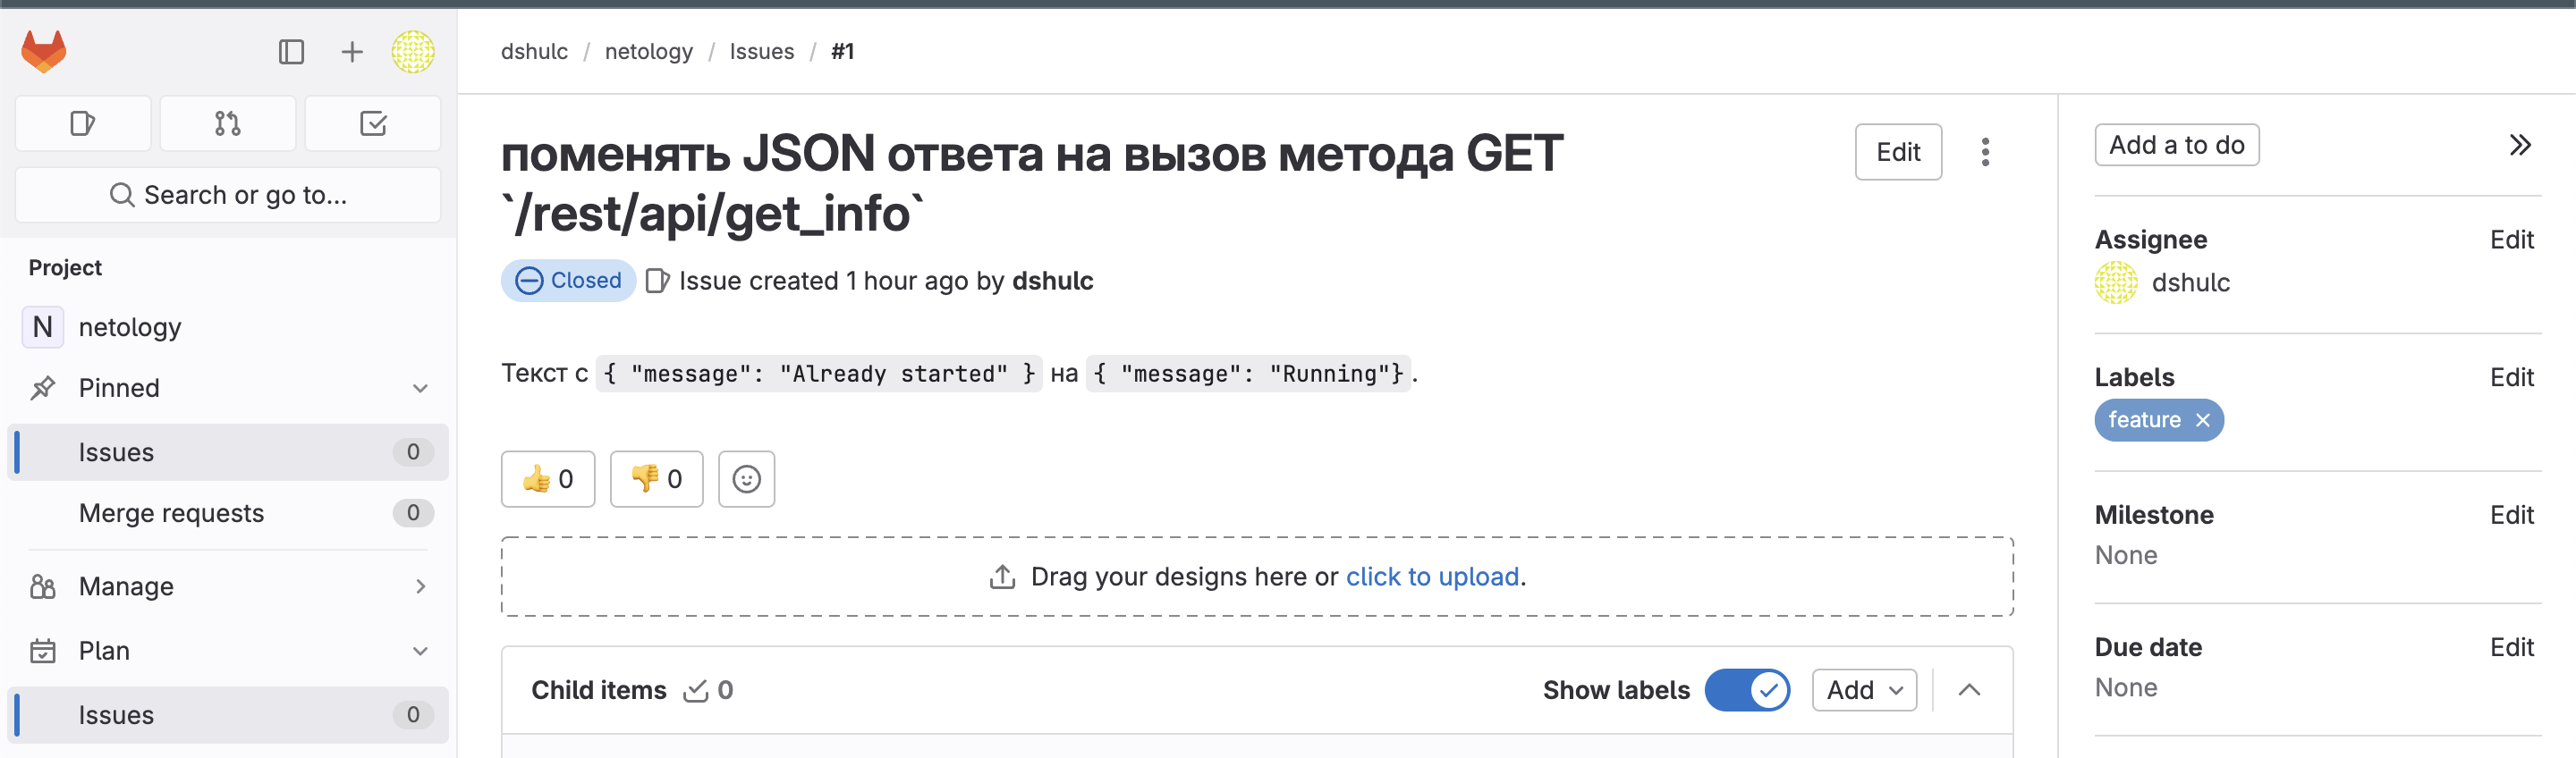 dshulc / netology / Issues / #1
Search or go to...
Project
N netology
Pinned
Issues 0
Merge requests 0
Manage
Plan
Issues 0
поменять JSON ответа на вызов метода GET
`/rest/api/get_info`
Edit
Closed Issue created 1 hour ago by dshulc
Текст с { "message": "Already started" } на { "message": "Running"}.
👍 0 👎 0
Drag your designs here or click to upload.
Child items 0 Show labels Add
Add a to do
Assignee Edit
dshulc
Labels Edit
feature
Milestone Edit
None
Due date Edit
None